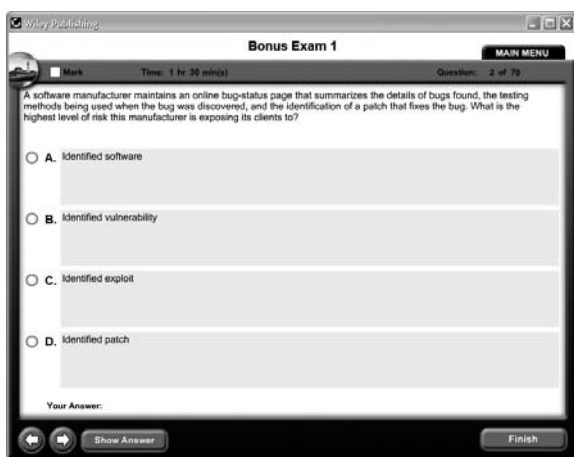 Wiley Publishing
Bonus Exam 1
MAIN MENU
Mark Time: 1 hr 30 min(s) Question: 2 of 70
A software manufacturer maintains an online bug-status page that summarizes the details of bugs found, the testing
methods being used when the bug was discovered, and the identification of a patch that fixes the bug. What is the
highest level of risk this manufacturer is exposing its clients to?
A. Identified software
B. Identified vulnerability
C. Identified exploit
D. Identified patch
Your Answer:
Show Answer Finish